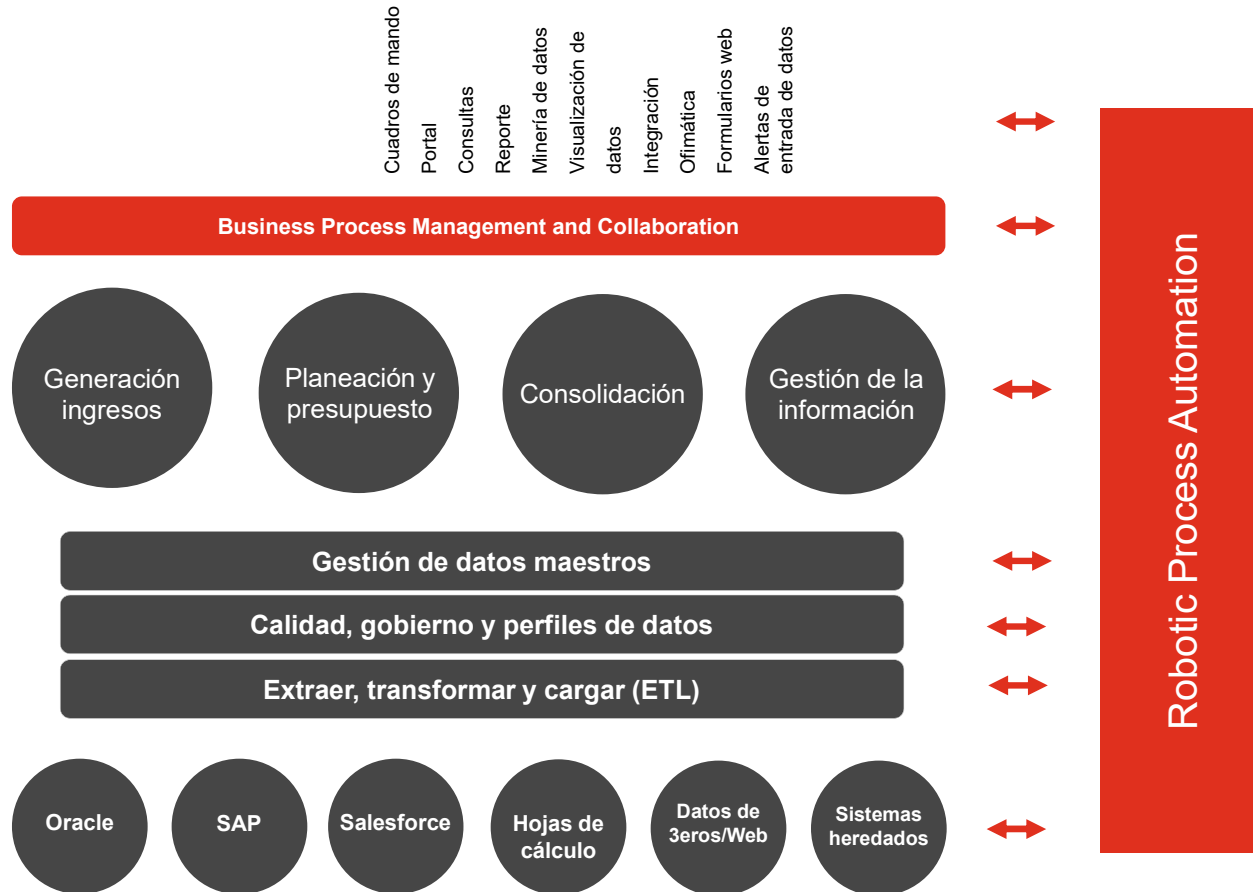 Cuadros de mando
Portal
Consultas
Reporte
Minería de datos
Visualización de
datos
Integración
Ofimática
Formularios web
Alertas de
entrada de datos
Business Process Management and Collaboration
Generación
ingresos
Planeación y
presupuesto
Consolidación
Gestión de la
información
Gestión de datos maestros
Calidad, gobierno y perfiles de datos
Extraer, transformar y cargar (ETL)
Oracle
SAP
Salesforce
Hojas de
cálculo
Datos de
3eros/Web
Sistemas
heredados
Robotic Process Automation